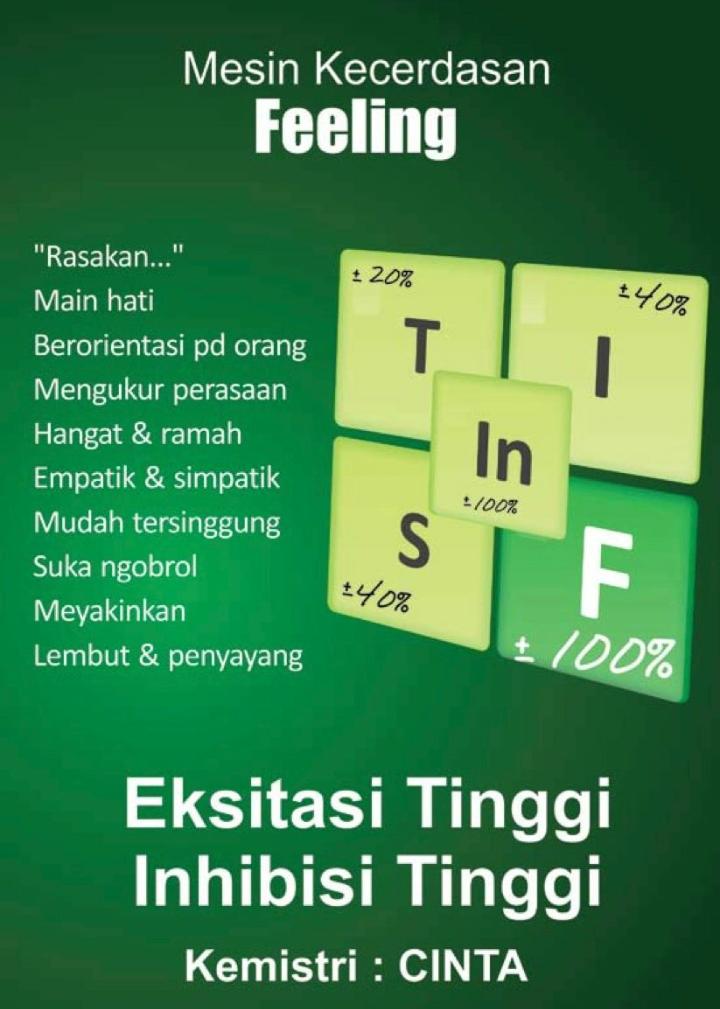 Mesin Kecerdasan
Feeling
"Rasakan..."
Main hati
Berorientasi pd orang
Mengukur perasaan
Hangat & ramah
Empatik & simpatik
Mudah tersinggung
Suka ngobrol
Meyakinkan
Lembut & penyayang
± 20%
T
±40%
I
In
±100%
S
±40%
F
± 100%
Eksitasi Tinggi
Inhibisi Tinggi
Kemistri : CINTA